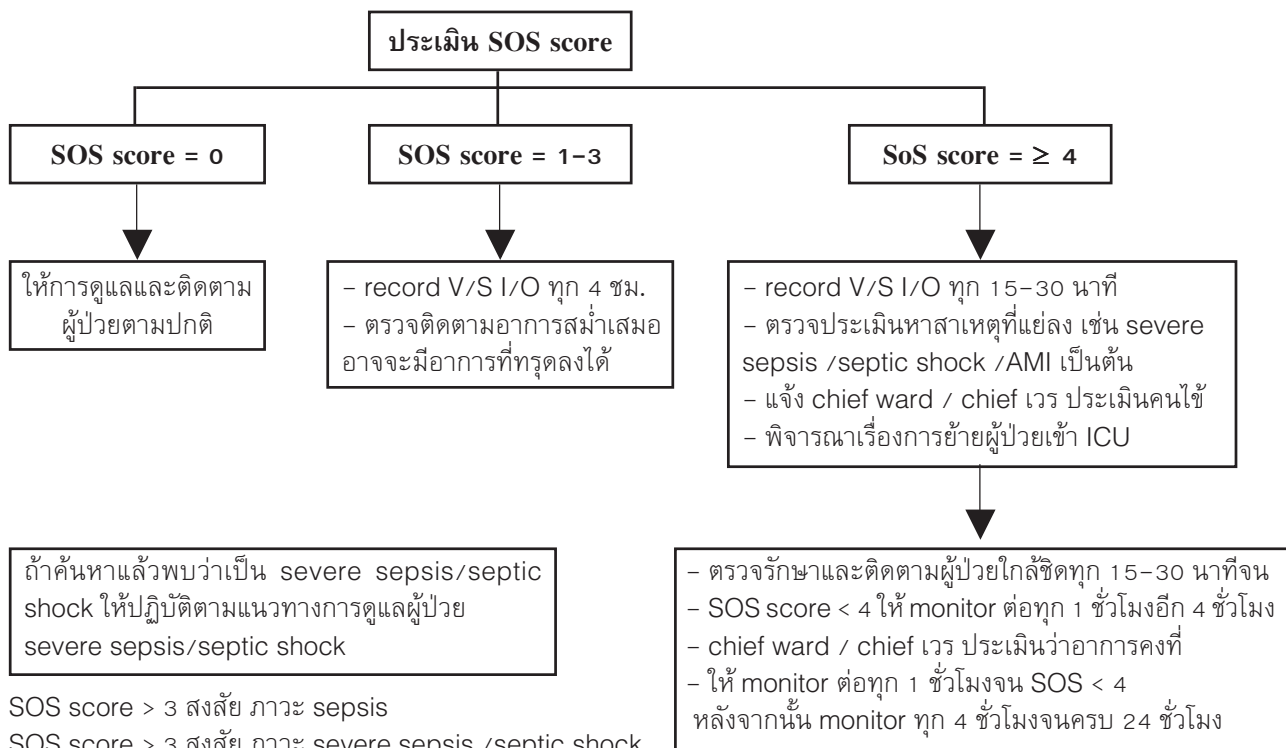 ประเมิน SOS score
SOS score = 0
SOS score = 1-3
SoS score = ≥ 4
ให้การดูแลและติดตาม
ผู้ป่วยตามปกติ
- record V/S I/O ทุก 4 ชม.
- ตรวจติดตามอาการสม่ำเสมอ
อาจจะมีอาการที่ทรุดลงได้
- record V/S I/O ทุก 15-30 นาที
- ตรวจประเมินหาสาเหตุที่แย่ลง เช่น severe
sepsis /septic shock /AMI เป็นต้น
- แจ้ง chief ward / chief เวร ประเมินคนไข้
- พิจารณาเรื่องการย้ายผู้ป่วยเข้า ICU
ถ้าค้นหาแล้วพบว่าเป็น severe sepsis/septic
shock ให้ปฏิบัติตามแนวทางการดูแลผู้ป่วย
severe sepsis/septic shock
- ตรวจรักษาและติดตามผู้ป่วยใกล้ชิดทุก 15-30 นาทีจน
- SOS score < 4 ให้ monitor ต่อทุก 1 ชั่วโมงอีก 4 ชั่วโมง
- chief ward / chief เวร ประเมินว่าอาการคงที่
- ให้ monitor ต่อทุก 1 ชั่วโมงจน SOS < 4
หลังจากนั้น monitor ทุก 4 ชั่วโมงจนครบ 24 ชั่วโมง
SOS score > 3 สงสัย ภาวะ sepsis
SOS score > 3 สงสัย ภาวะ severe sepsis /septic shock